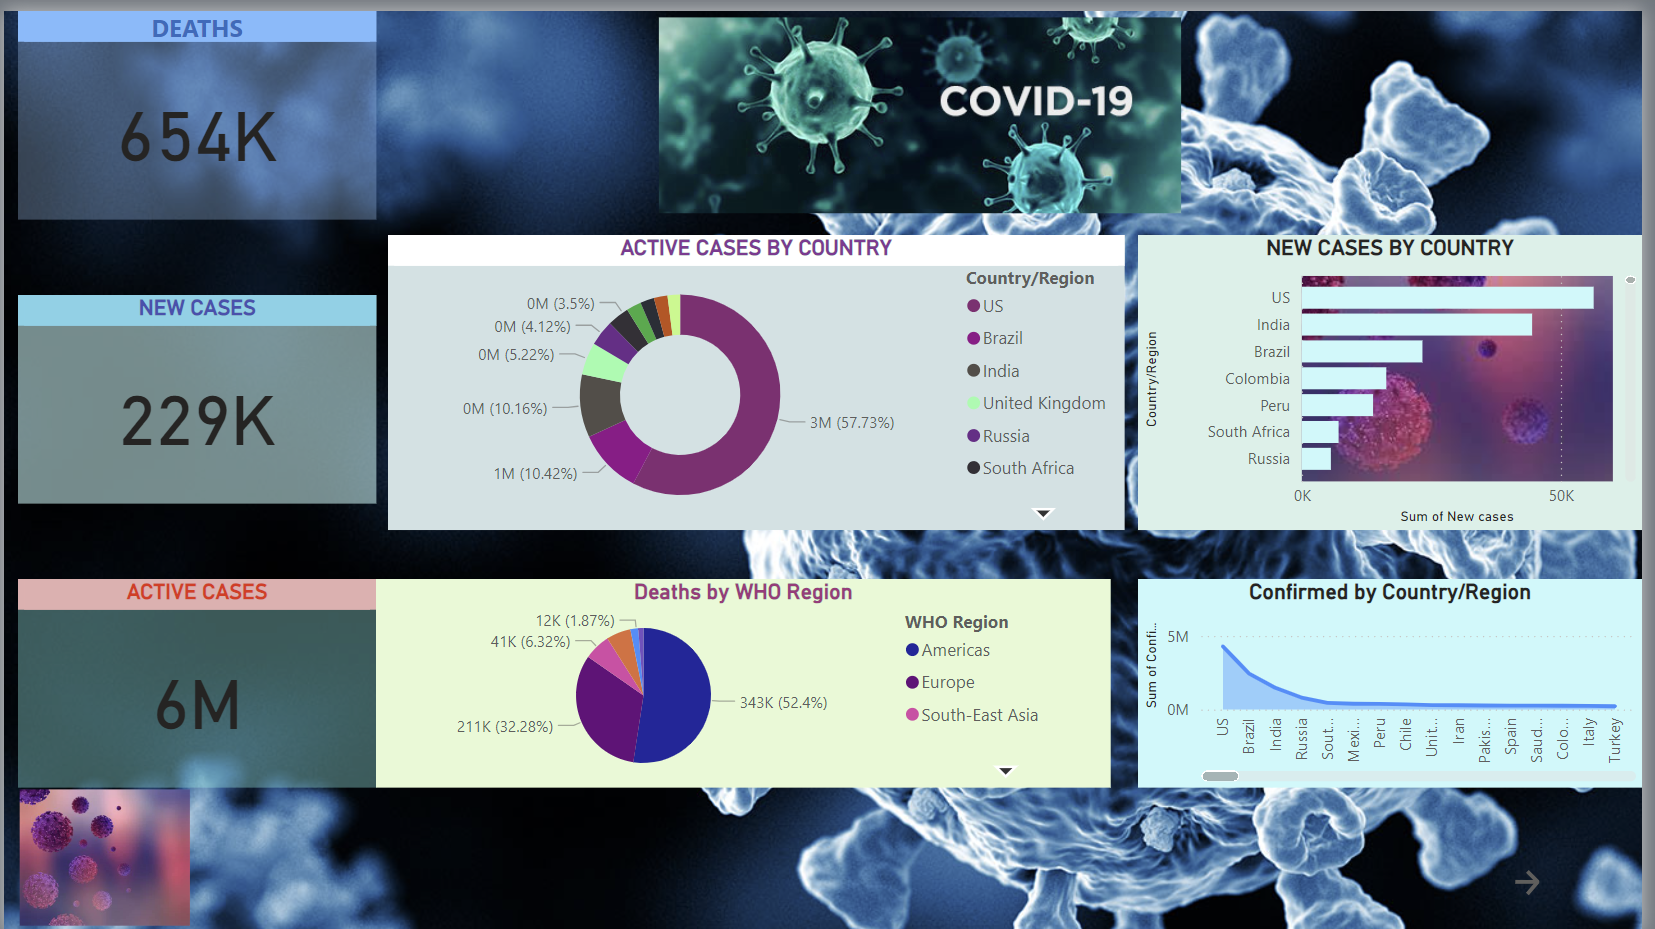 DEATHS
654K
COVID-19
NEW CASES
229K
ACTIVE CASES BY COUNTRY
0M (3.5%)
0M (4.12%)
0M (5.22%)
0M (10.16%)
1M (10.42%)
3M (57.73%)
Country/Region
US
Brazil
India
United Kingdom
Russia
South Africa
NEW CASES BY COUNTRY
Country/Region
US
India
Brazil
Colombia
Peru
South Africa
Russia
0K 50K
Sum of New cases
ACTIVE CASES
6M
Deaths by WHO Region
12K (1.87%)
41K (6.32%)
211K (32.28%)
343K (52.4%)
WHO Region
Americas
Europe
South-East Asia
Confirmed by Country/Region
Sum of Confi...
5M
0M
US
Brazil
India
Russia
Sout...
Mexi...
Peru
Chile
Unit...
Iran
Pakis...
Spain
Saud...
Colo...
Italy
Turkey